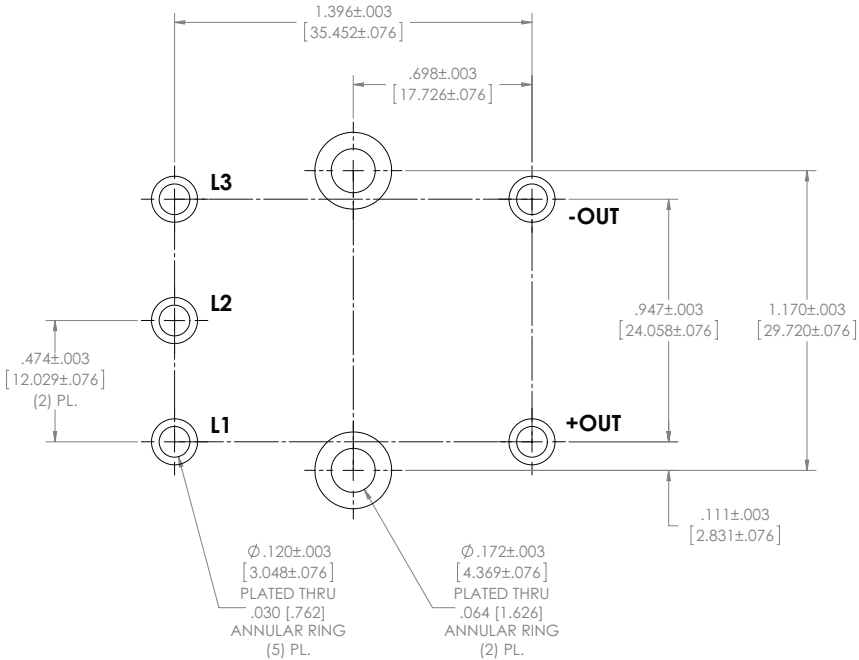 1.396±.003
[35.452±.076]
.698±.003
[17.726±.076]
L3
-OUT
L2
.947±.003
[24.058±.076]
1.170±.003
[29.720±.076]
.474±.003
[12.029±.076]
(2) PL.
L1
+OUT
.111±.003
[2.831±.076]
Ø.120±.003
[3.048±.076]
PLATED THRU
.030 [.762]
ANNULAR RING
(5) PL.
Ø.172±.003
[4.369±.076]
PLATED THRU
.064 [1.626]
ANNULAR RING
(2) PL.